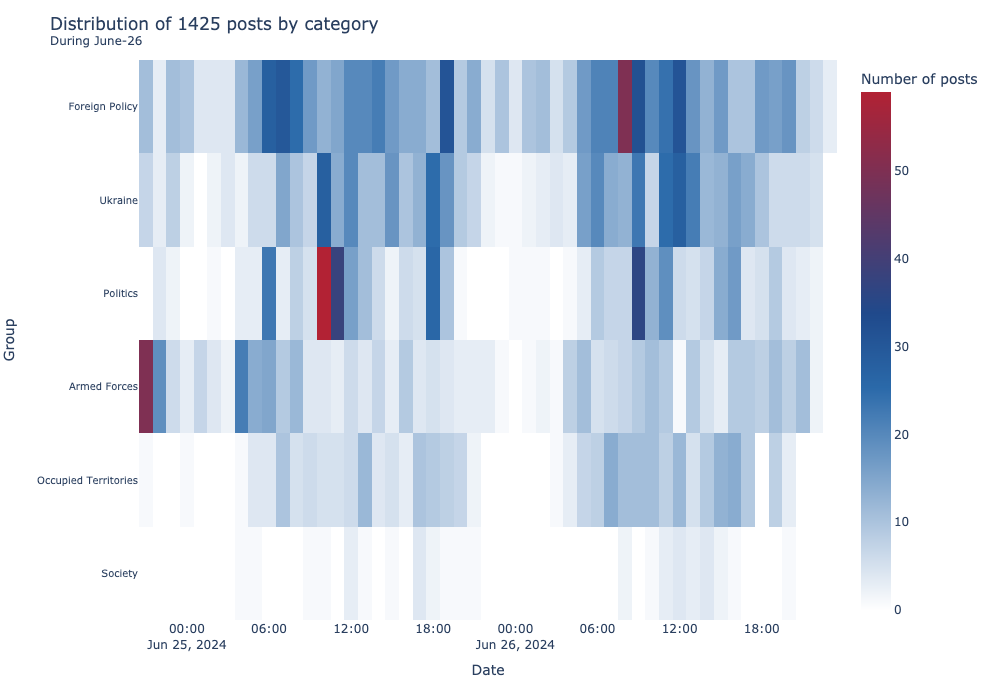 Distribution of 1425 posts by category
During June-26
Number of posts
Group
Foreign Policy
Ukraine
Politics
Armed Forces
Occupied Territories
Society
50
40
30
20
10
0
00:00 06:00 12:00 18:00 00:00 06:00 12:00 18:00
Jun 25, 2024 Jun 26, 2024
Date